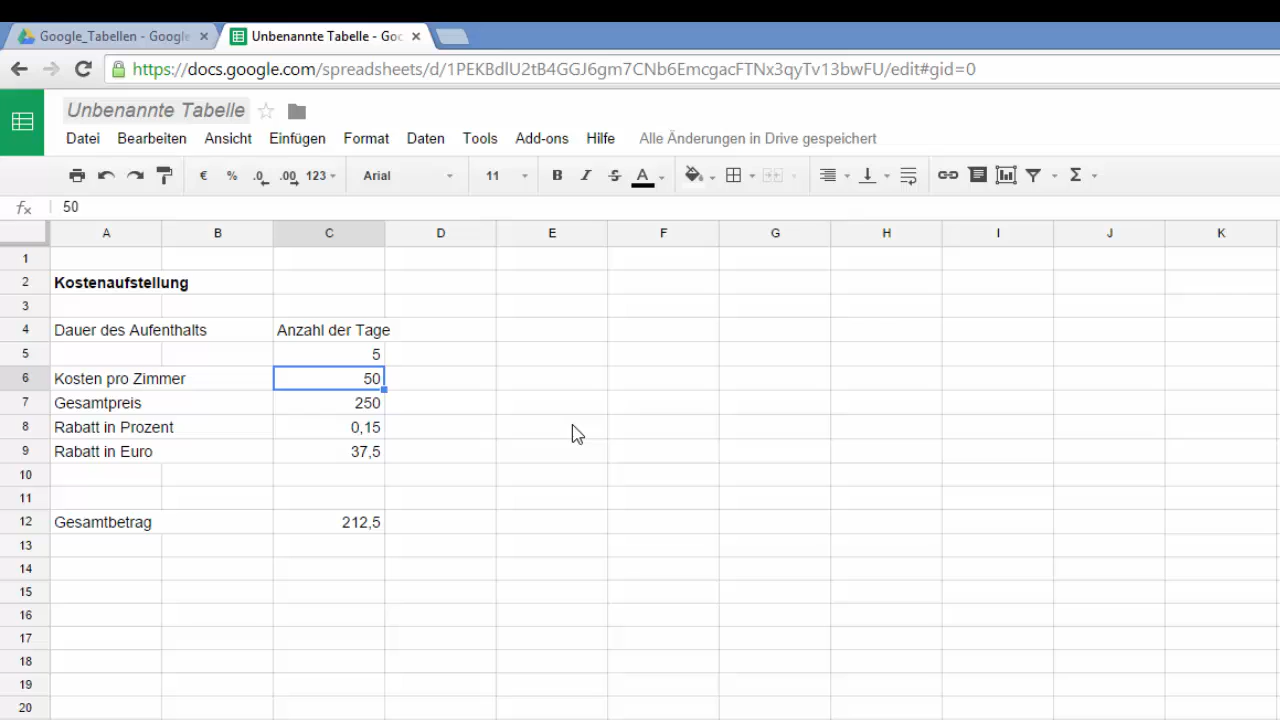 Google_Tabellen - Google
Unbenannte Tabelle - Goo
https://docs.google.com/spreadsheets/d/1PEKBdlU2tB4GGJ6gm7CNb6EmcgacFTNx3qyTv13bwFU/edit#gid=0
Unbenannte Tabelle
Datei Bearbeiten Ansicht Einfügen Format Daten Tools Add-ons Hilfe Alle Änderungen in Drive gespeichert
€ % .0 .00 123 Arial 11 B I S A Σ
fx 50
A B C D E F G H I J K
1
2 Kostenaufstellung
3
4 Dauer des Aufenthalts Anzahl der Tage
5 5
6 Kosten pro Zimmer 50
7 Gesamtpreis 250
8 Rabatt in Prozent 0,15
9 Rabatt in Euro 37,5
10
11
12 Gesamtbetrag 212,5
13
14
15
16
17
18
19
20